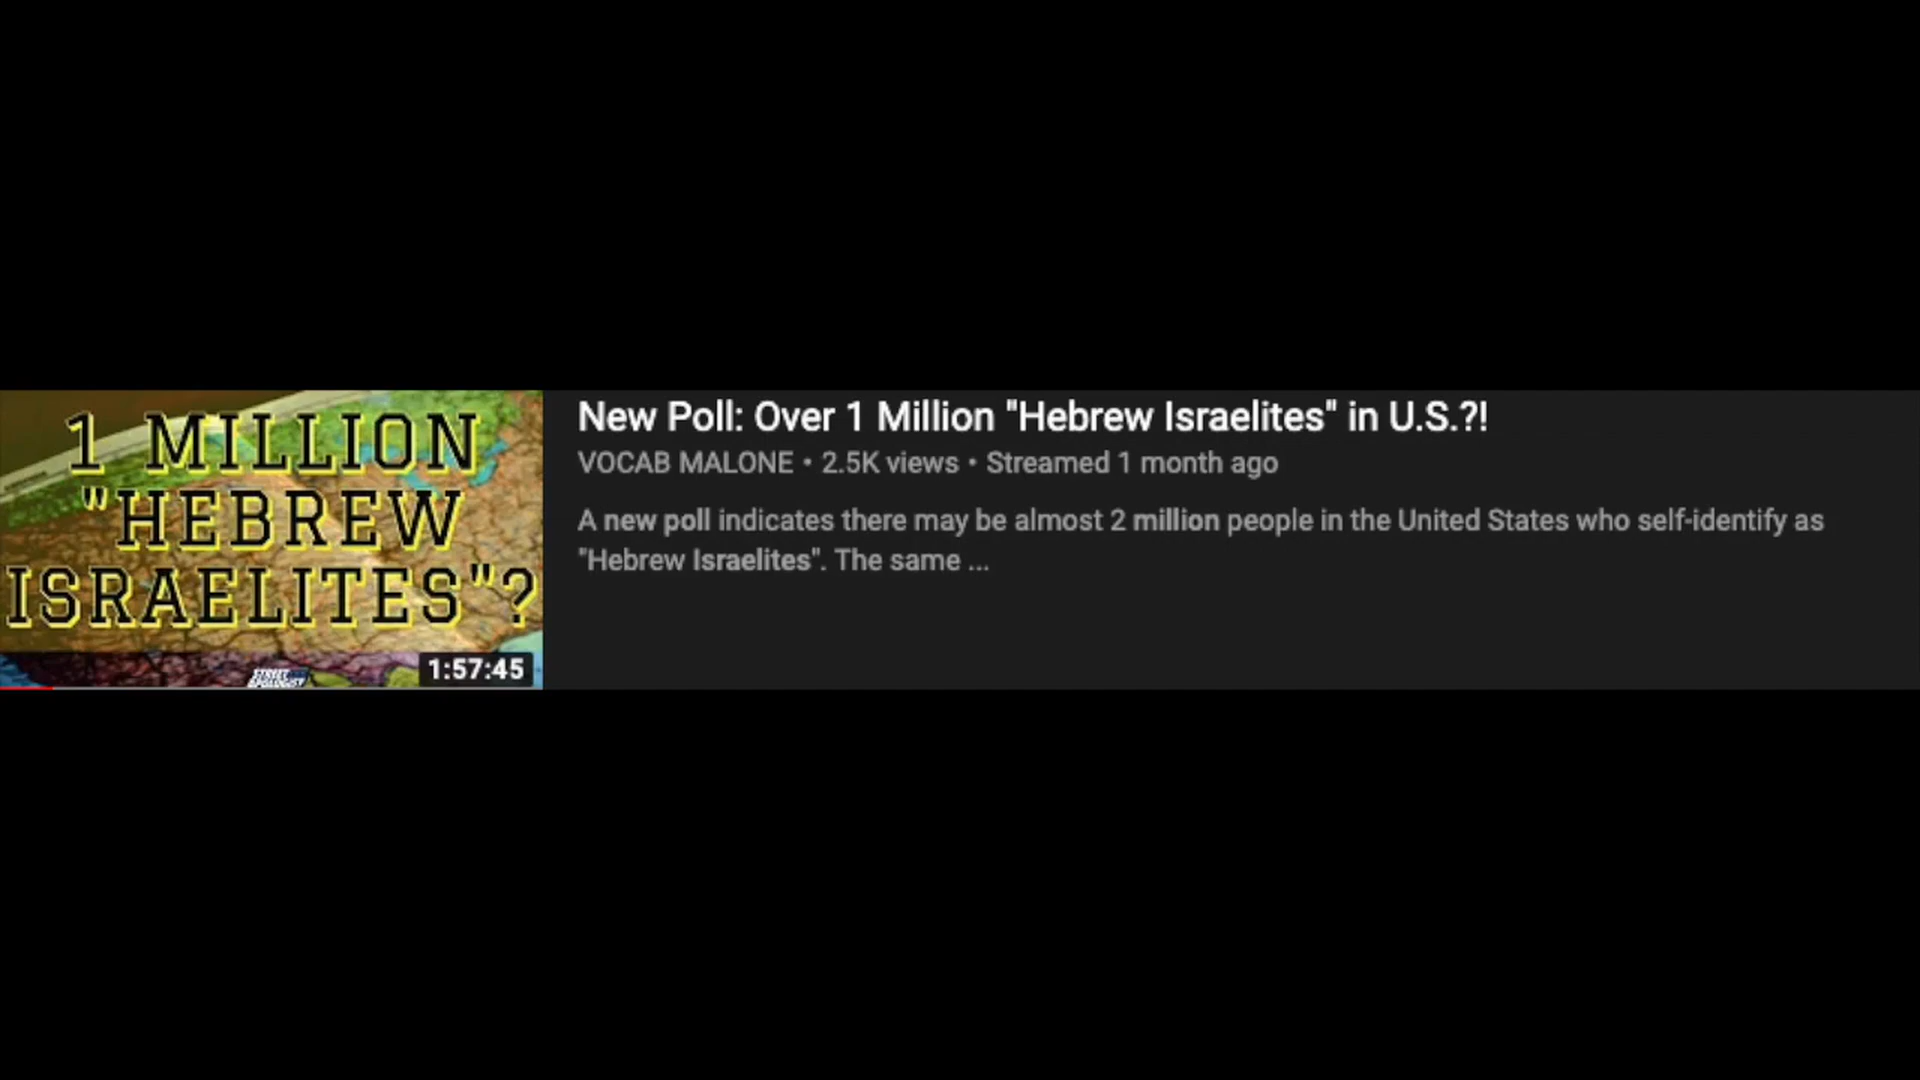 1 MILLION
"HEBREW
ISRAELITES"?
STREET
APOLOGIST
1:57:45
New Poll: Over 1 Million "Hebrew Israelites" in U.S.?!
VOCAB MALONE • 2.5K views • Streamed 1 month ago
A new poll indicates there may be almost 2 million people in the United States who self-identify as
"Hebrew Israelites". The same ...